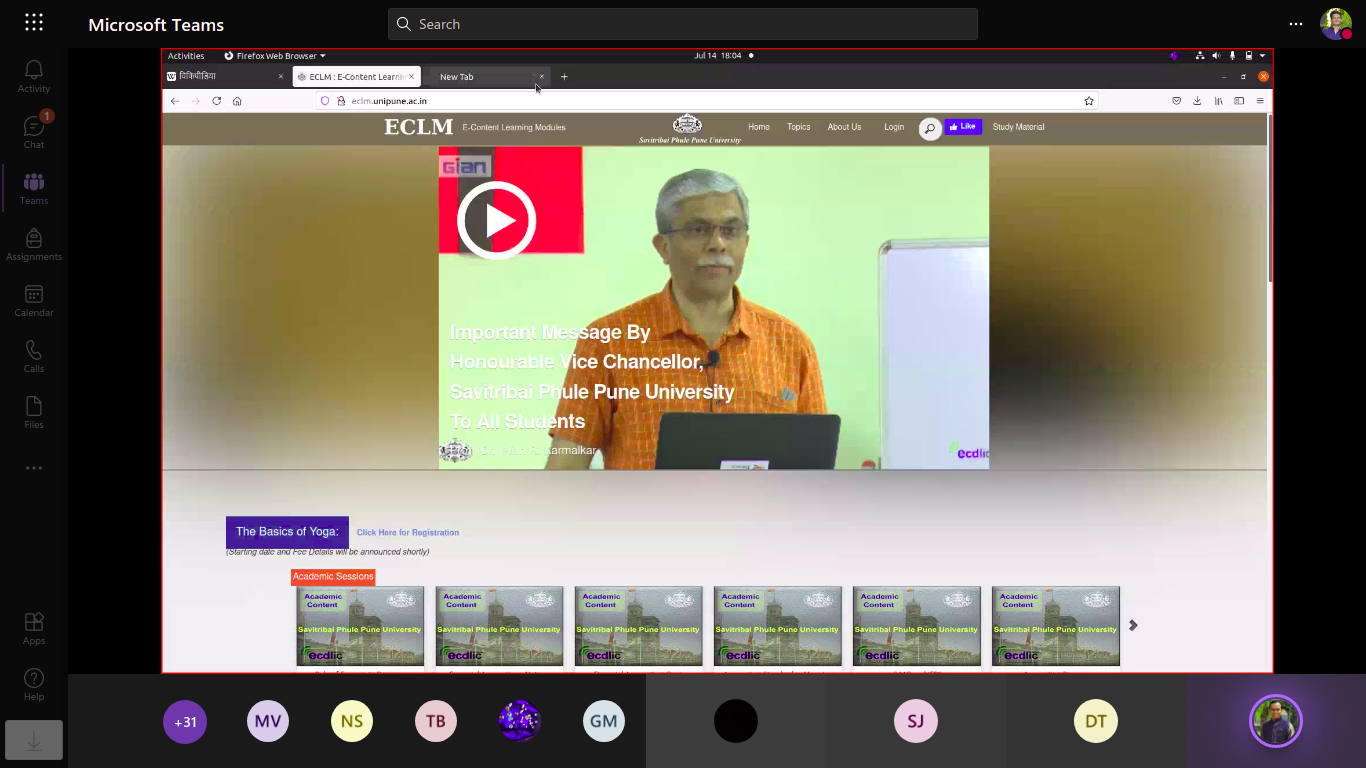 Microsoft Teams
Search
Activity
1
Chat
Teams
Assignments
Calendar
Calls
Files
Apps
Help
Activities
Firefox Web Browser
Jul 14 18:04
विकिपीडिया
ECLM : E-Content Learnin
New Tab
eclm.unipune.ac.in
ECLM E-Content Learning Modules
Savitribai Phule Pune University
Home
Topics
About Us
Login
Like
Study Material
GIAN
Important Message By
Honourable Vice Chancellor,
Savitribai Phule Pune University
To All Students
Karmalkar
ecdlic
The Basics of Yoga:
Click Here for Registration
(Starting date and Fee Details will be announced shortly)
Academic Sessions
Academic Content
Savitribai Phule Pune University
ecdlic
Academic Content
Savitribai Phule Pune University
ecdlic
Academic Content
Savitribai Phule Pune University
ecdlic
Academic Content
Savitribai Phule Pune University
ecdlic
Academic Content
Savitribai Phule Pune University
ecdlic
Academic Content
Savitribai Phule Pune University
ecdlic
+31
MV
NS
TB
GM
SJ
DT